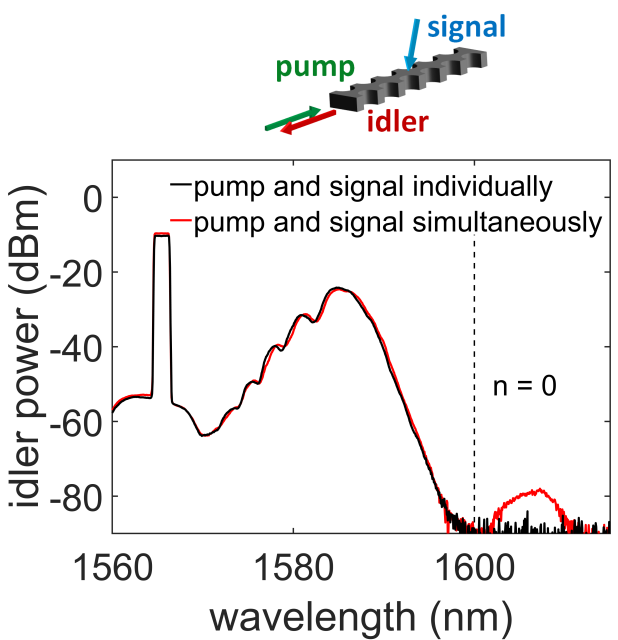 signal
pump
idler
pump and signal individually
pump and signal simultaneously
0
-20
-40
-60
-80
n = 0
idler power (dBm)
1560
1580
1600
wavelength (nm)